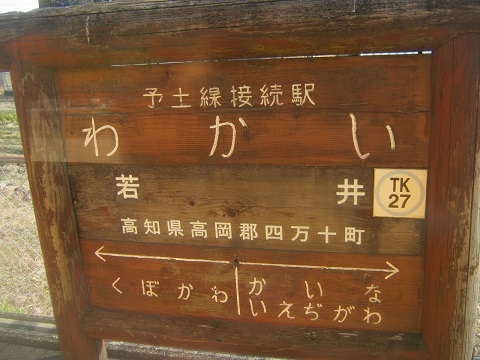 予土線接続駅
わかい
若井
TK
27
高知県高岡郡四万十町
くぼかわ
かいな
いえぢがわ